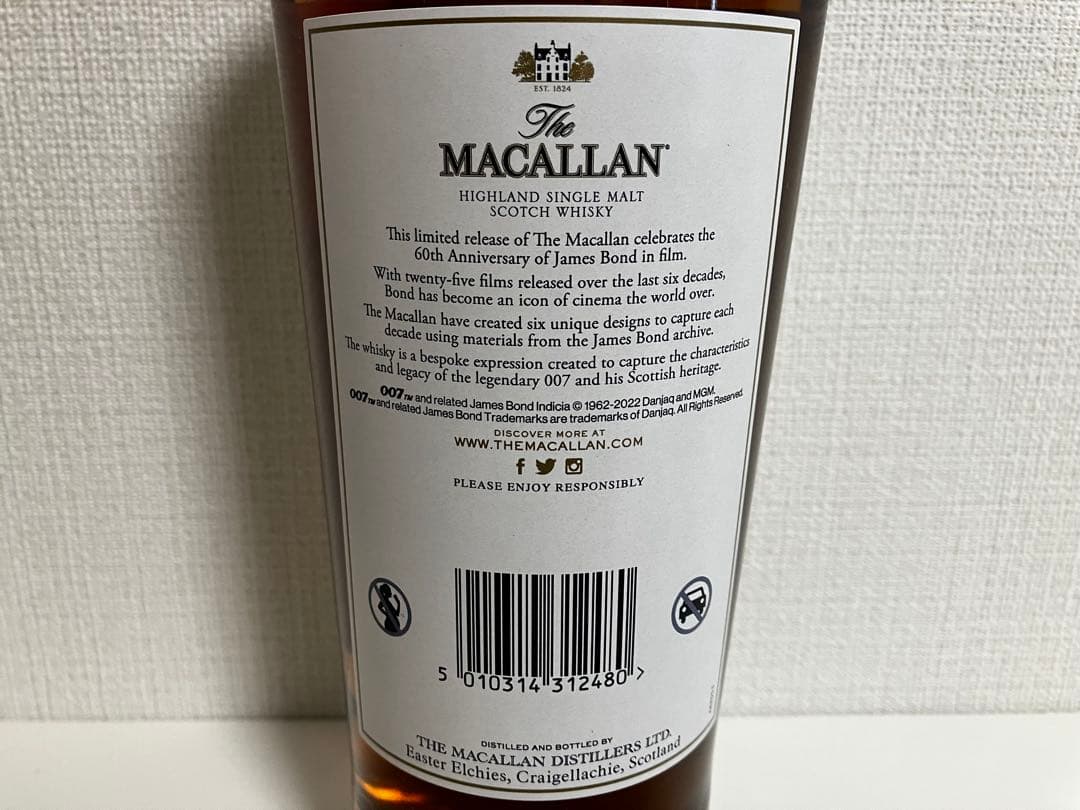 EST. 1824
The
MACALLAN
HIGHLAND SINGLE MALT
SCOTCH WHISKY
This limited release of The Macallan celebrates the
60th Anniversary of James Bond in film.
With twenty-five films released over the last six decades,
Bond has become an icon of cinema the world over.
The Macallan have created six unique designs to capture each
decade using materials from the James Bond archive.
The whisky is a bespoke expression created to capture the characteristics
and legacy of the legendary 007 and his Scottish heritage.
007™ and related James Bond Indicia © 1962-2022 Danjaq and MGM.
007™ and related James Bond Trademarks are trademarks of Danjaq. All Rights Reserved.
DISCOVER MORE AT
WWW.THEMACALLAN.COM
PLEASE ENJOY RESPONSIBLY
5 010314 312480 >
DISTILLED AND BOTTLED BY
THE MACALLAN DISTILLERS LTD.
Easter Elchies, Craigellachie, Scotland